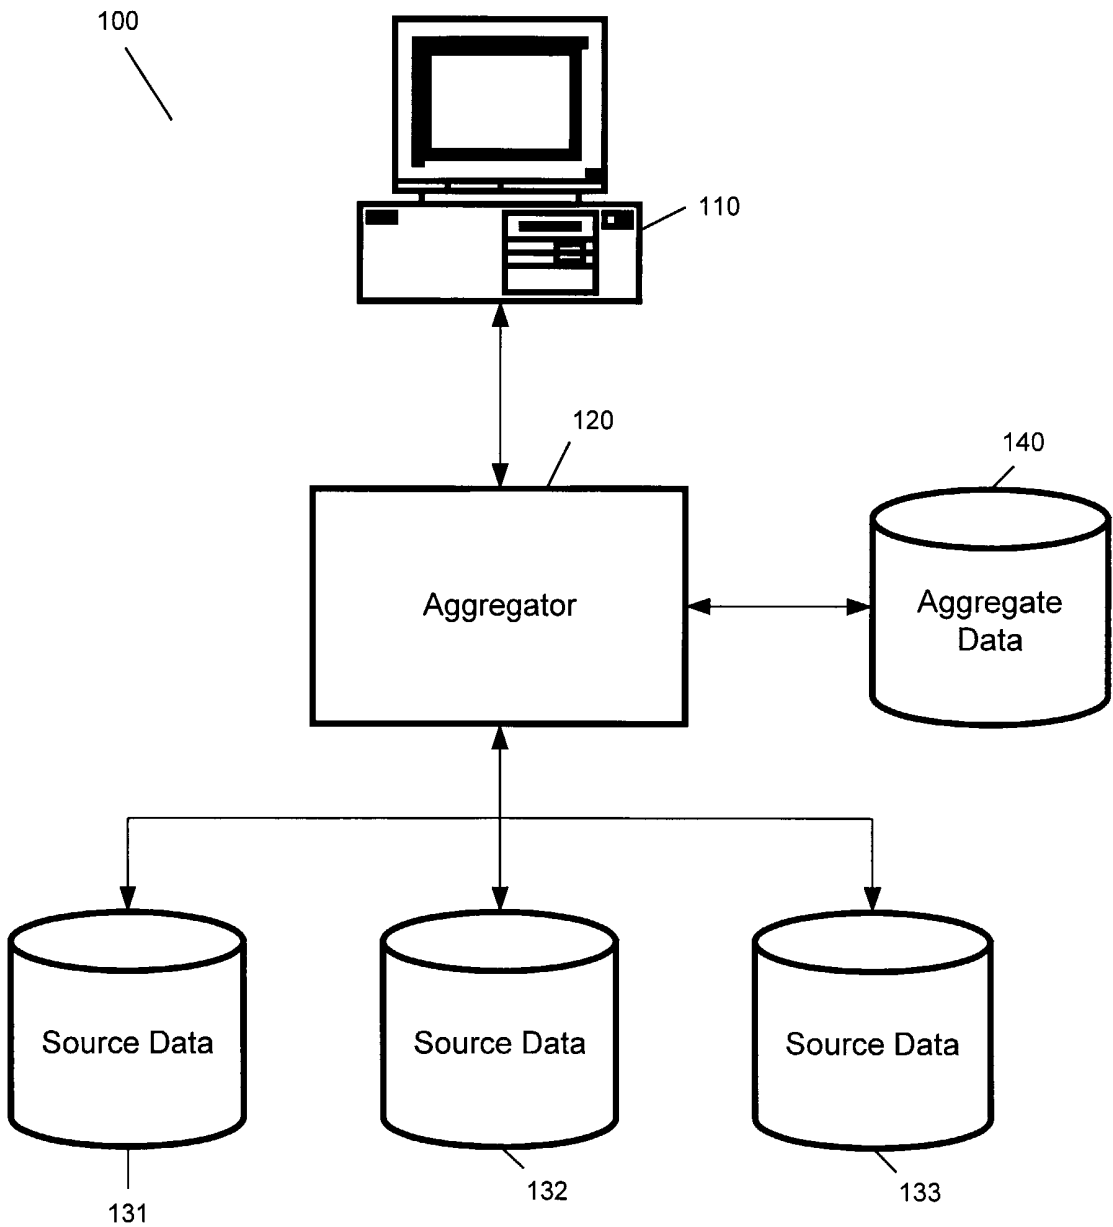 100
110
120
140
Aggregator
Aggregate
Data
Source Data
Source Data
Source Data
131
132
133